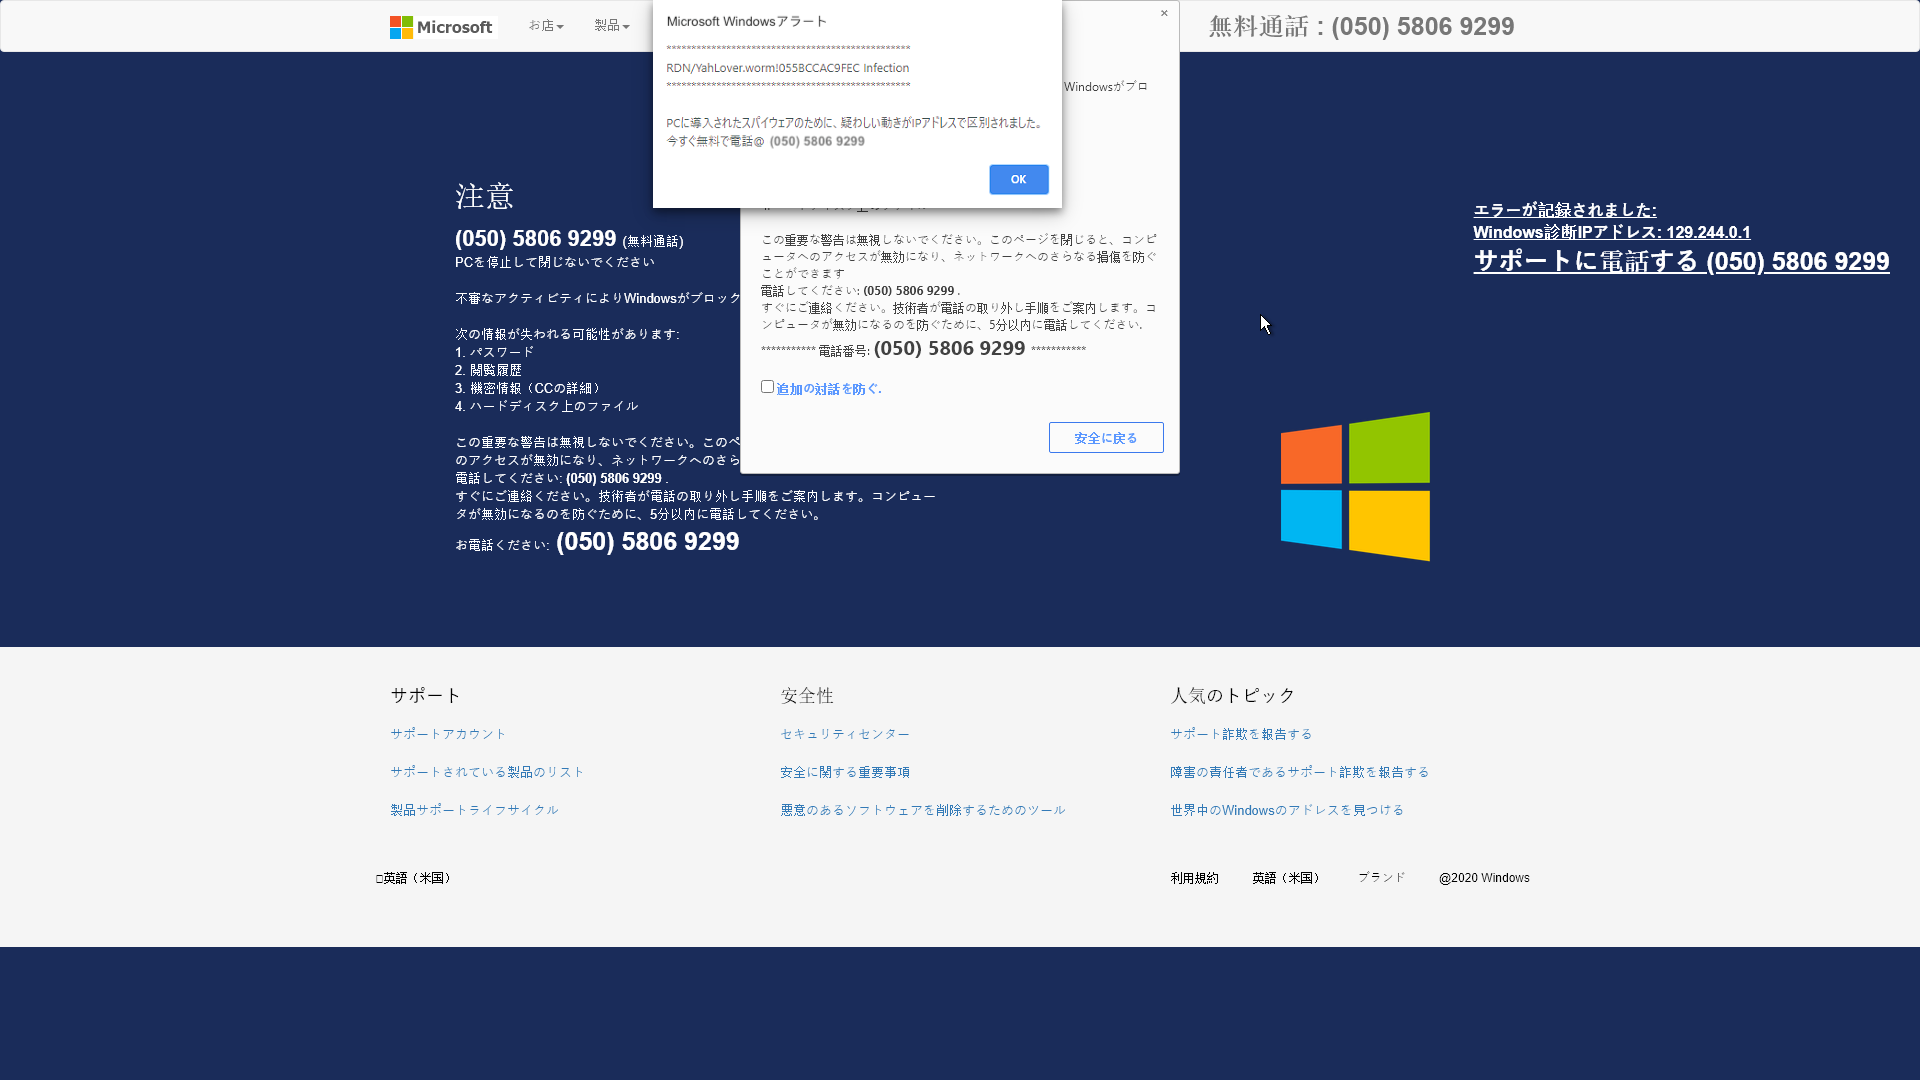 Microsoft
お店
製品
無料通話 : (050) 5806 9299
Microsoft Windowsアラート
*************************************************
RDN/YahLover.worm!055BCCAC9FEC Infection
*************************************************
PCに導入されたスパイウェアのために、疑わしい動きがIPアドレスで区別されました。
今すぐ無料で電話@ (050) 5806 9299
OK
×
Windowsがブロ
この重要な警告は無視しないでください。このページを閉じると、コンピ
ュータへのアクセスが無効になり、ネットワークへのさらなる損傷を防ぐ
ことができます
電話してください: (050) 5806 9299 .
すぐにご連絡ください。技術者が電話の取り外し手順をご案内します。コ
ンピュータが無効になるのを防ぐために、5分以内に電話してください.
*********** 電話番号: (050) 5806 9299 ***********
追加の対話を防ぐ.
安全に戻る
注意
(050) 5806 9299 (無料通話)
PCを停止して閉じないでください
不審なアクティビティによりWindowsがブロック
次の情報が失われる可能性があります:
1. パスワード
2. 閲覧履歴
3. 機密情報（CCの詳細）
4. ハードディスク上のファイル
この重要な警告は無視しないでください。このペ
のアクセスが無効になり、ネットワークへのさら
電話してください: (050) 5806 9299 .
すぐにご連絡ください。技術者が電話の取り外し手順をご案内します。コンピュー
タが無効になるのを防ぐために、5分以内に電話してください。
お電話ください: (050) 5806 9299
エラーが記録されました:
Windows診断IPアドレス: 129.244.0.1
サポートに電話する (050) 5806 9299
サポート
サポートアカウント
サポートされている製品のリスト
製品サポートライフサイクル
安全性
セキュリティセンター
安全に関する重要事項
悪意のあるソフトウェアを削除するためのツール
人気のトピック
サポート詐欺を報告する
障害の責任者であるサポート詐欺を報告する
世界中のWindowsのアドレスを見つける
□英語（米国）
利用規約
英語（米国）
ブランド
@2020 Windows